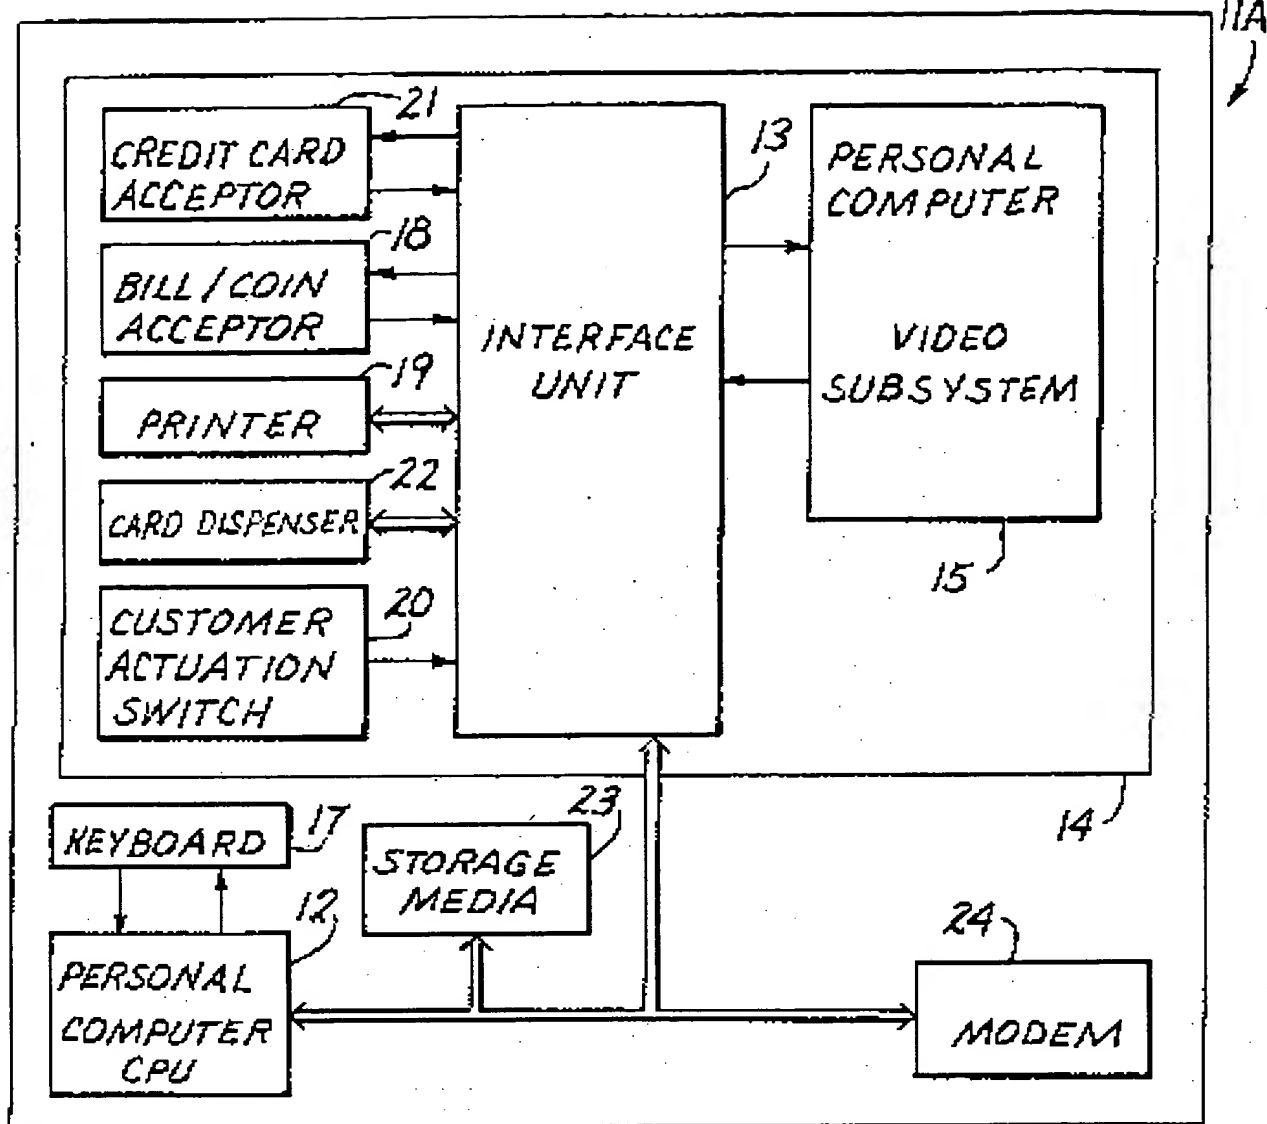 11A
21
CREDIT CARD
ACCEPTOR
18
BILL/COIN
ACCEPTOR
19
PRINTER
22
CARD DISPENSER
20
CUSTOMER
ACTUATION
SWITCH
INTERFACE
UNIT
13
PERSONAL
COMPUTER
VIDEO
SUBSYSTEM
15
14
KEYBOARD
17
23
STORAGE
MEDIA
12
PERSONAL
COMPUTER
CPU
24
MODEM